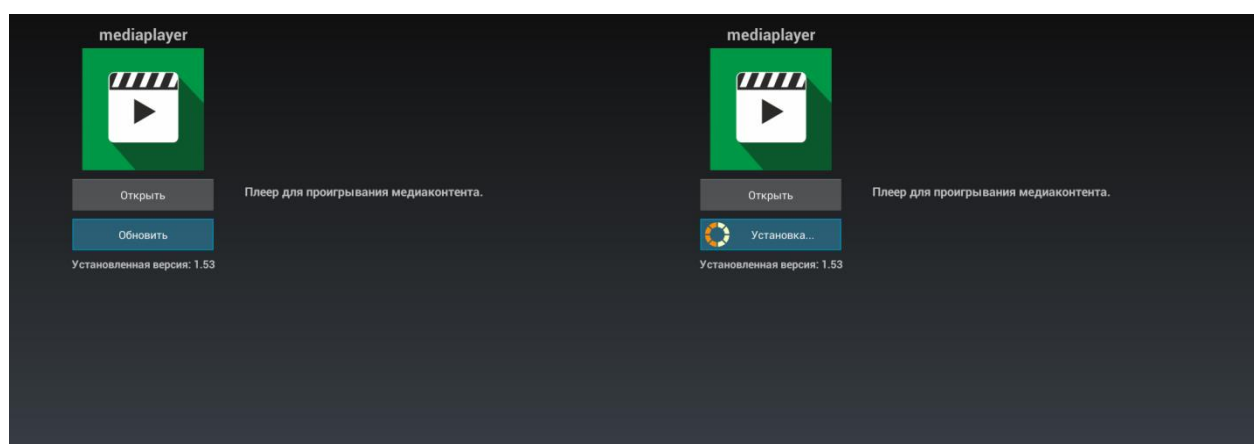 mediaplayer
Открыть
Плеер для проигрывания медиаконтента.
Обновить
Установленная версия: 1.53
mediaplayer
Открыть
Плеер для проигрывания медиаконтента.
Установка...
Установленная версия: 1.53